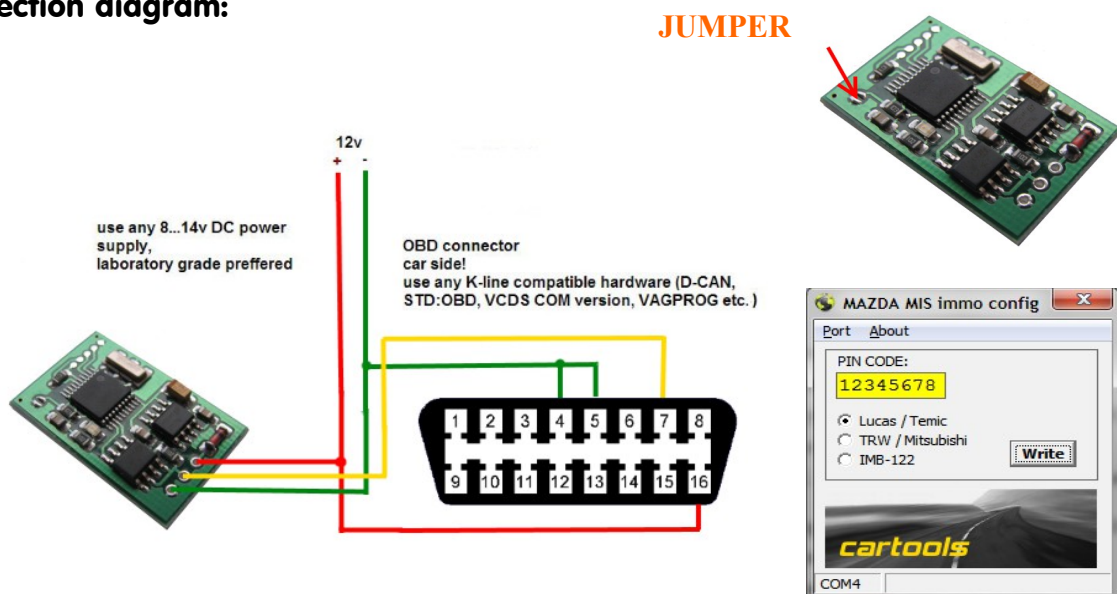 ection diagram:
JUMPER
12v
+ -
use any 8...14v DC power
supply,
laboratory grade preffered
OBD connector
car side!
use any K-line compatible hardware (D-CAN,
STD:OBD, VCDS COM version, VAGPROG etc. )
1 2 3 4 5 6 7 8
9 10 11 12 13 14 15 16
MAZDA MIS immo config
Port About
PIN CODE:
12345678
Lucas / Temic
TRW / Mitsubishi
IMB-122
Write
cartools
COM4